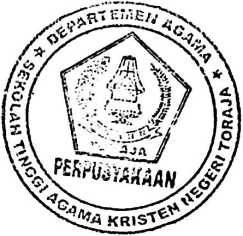 DEPARTEMEN AGAMA
SEKOLAH TINGGI AGAMA KRISTEN NEGERI TORAJA
PERPUSTAKAAN